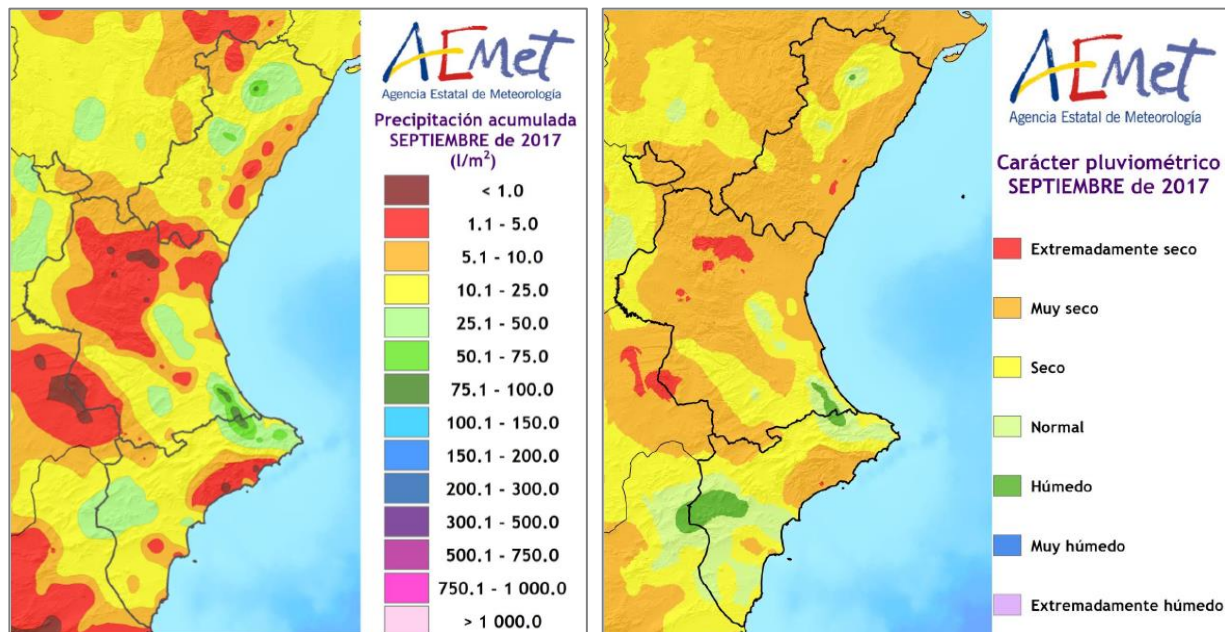 AEMet
Agencia Estatal de Meteorología
Precipitación acumulada
SEPTIEMBRE de 2017
(l/m²)
< 1.0
1.1 - 5.0
5.1 - 10.0
10.1 - 25.0
25.1 - 50.0
50.1 - 75.0
75.1 - 100.0
100.1 - 150.0
150.1 - 200.0
200.1 - 300.0
300.1 - 500.0
500.1 - 750.0
750.1 - 1 000.0
> 1 000.0
AEMet
Agencia Estatal de Meteorología
Carácter pluviométrico
SEPTIEMBRE de 2017
Extremadamente seco
Muy seco
Seco
Normal
Húmedo
Muy húmedo
Extremadamente húmedo